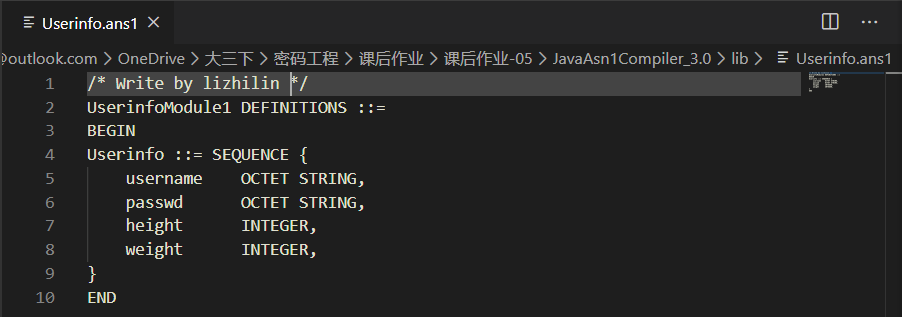 Userinfo.ans1
@outlook.com > OneDrive > 大三下 > 密码工程 > 课后作业 > 课后作业-05 > JavaAsn1Compiler_3.0 > lib > Userinfo.ans1
1 /* Write by lizhilin */
2 UserinfoModule1 DEFINITIONS ::=
3 BEGIN
4 Userinfo ::= SEQUENCE {
5 username OCTET STRING,
6 passwd OCTET STRING,
7 height INTEGER,
8 weight INTEGER,
9 }
10 END